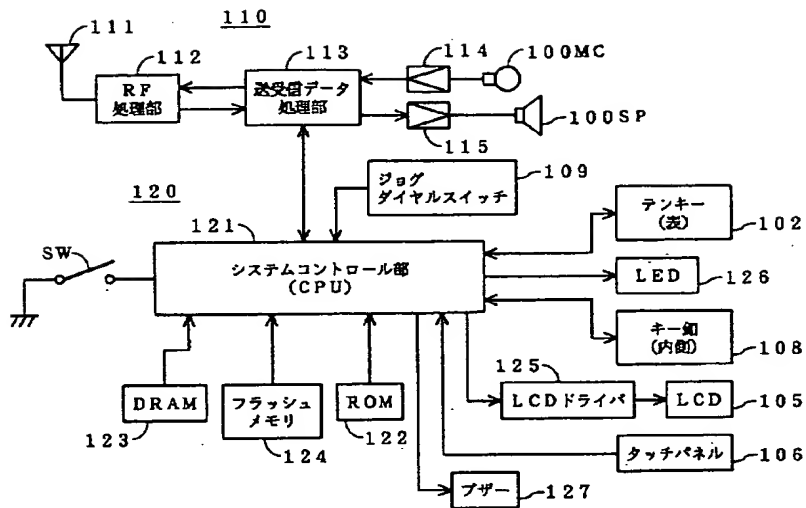 110
111
112
113
114
100MC
RF
処理部
送受信データ
処理部
115
100SP
120
ジョグ
ダイヤルスイッチ
109
121
テンキー
(表)
102
SW
システムコントロール部
(CPU)
LED
126
キー釦
(内側)
108
125
DRAM
123
フラッシュ
メモリ
124
ROM
122
LCDドライバ
LCD
105
タッチパネル
106
ブザー
127